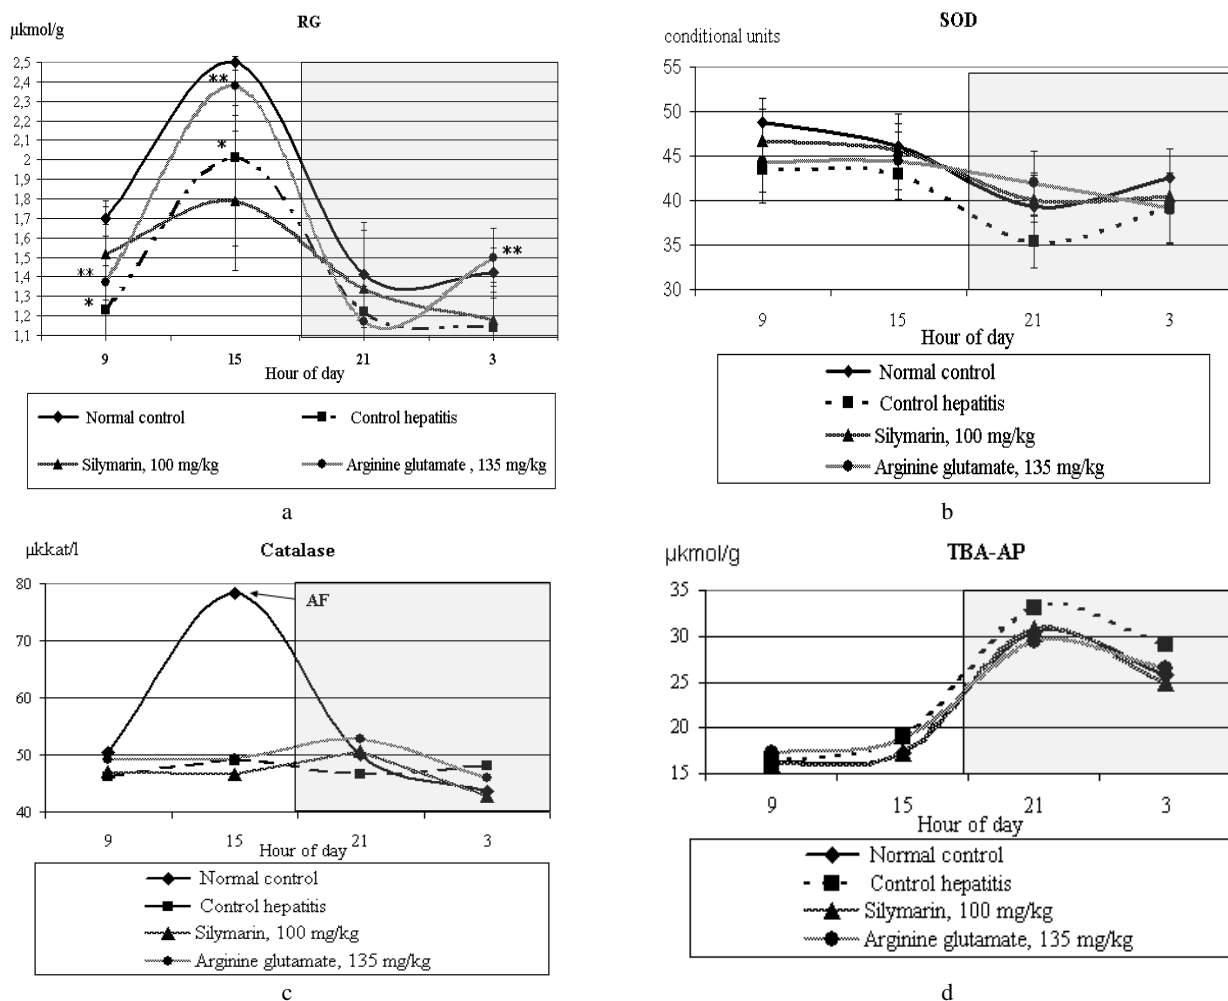 RG
µkmol/g
2,5
2,4
2,3
2,2
2,1
2
1,9
1,8
1,7
1,6
1,5
1,4
1,3
1,2
1,1
**
*
**
*
**
9 15 21 3
Hour of day
Normal control Control hepatitis
Silymarin, 100 mg/kg Arginine glutamate , 135 mg/kg
a
SOD
conditional units
55
50
45
40
35
30
9 15 21 3
Hour of day
Normal control
Control hepatitis
Silymarin, 100 mg/kg
Arginine glutamate, 135 mg/kg
b
Catalase
µkkat/l
80
70
60
50
40
AF
9 15 21 3
Hour of day
Normal control
Control hepatitis
Silymarin, 100 mg/kg
Arginine glutamate, 135 mg/kg
c
TBA-AP
µkmol/g
35
30
25
20
15
9 15 21 3
Hour of day
Normal control
Control hepatitis
Silymarin, 100 mg/kg
Arginine glutamate, 135 mg/kg
d